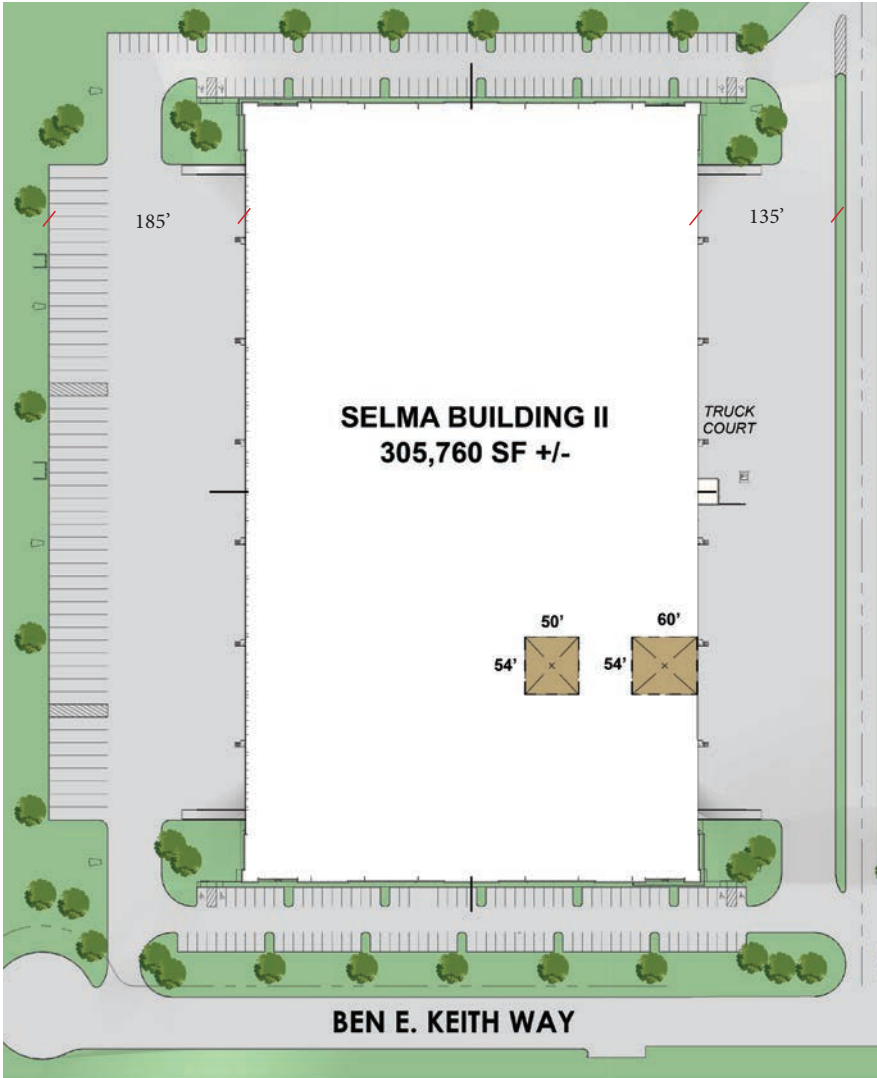 185’
135’
SELMA BUILDING II
305,760 SF +/-
TRUCK
COURT
50’
60’
54’
54’
BEN E. KEITH WAY